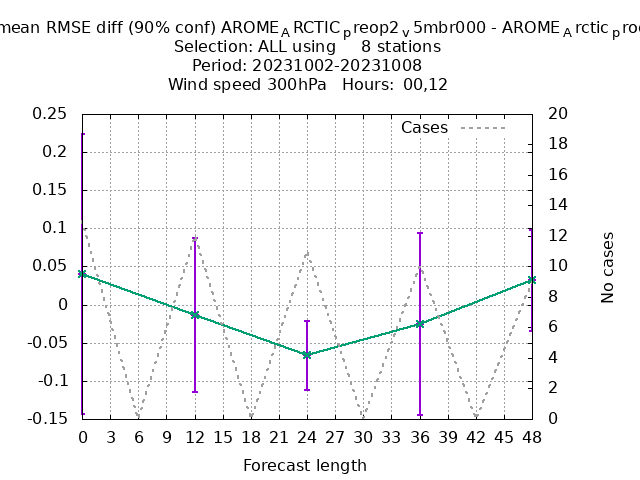 mean RMSE diff (90% conf) AROME_ARCTIC_preop2_v5mbr000 - AROME_Arctic_pro
Selection: ALL using 8 stations
Period: 20231002-20231008
Wind speed 300hPa Hours: 00,12
Cases
0.25
0.2
0.15
0.1
0.05
0
-0.05
-0.1
-0.15
20
18
16
14
12
10
8
6
4
2
0
No cases
0 3 6 9 12 15 18 21 24 27 30 33 36 39 42 45 48
Forecast length